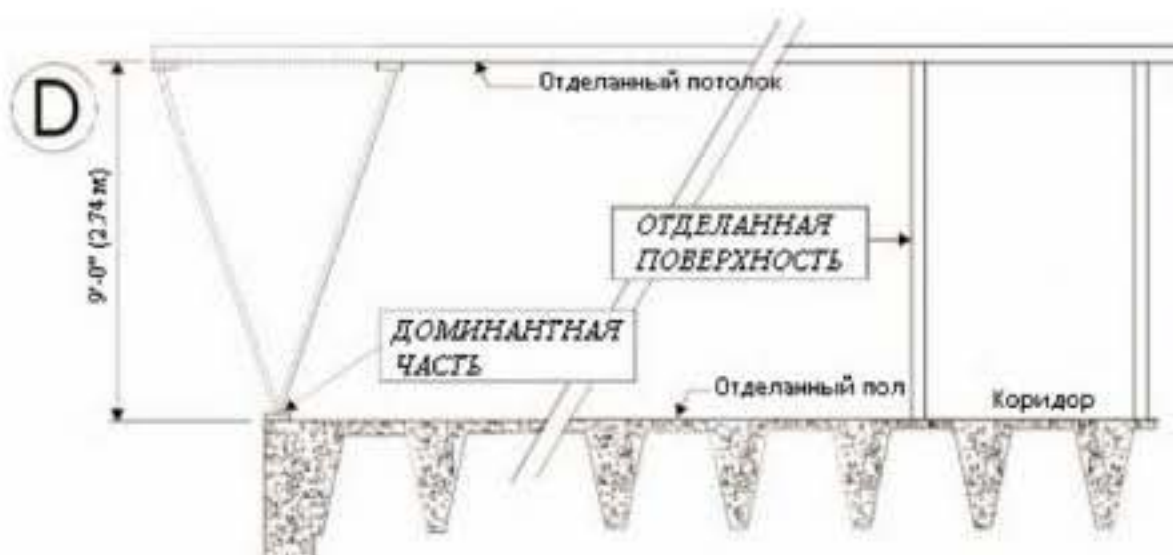 D
9'-0" (2.74 м)
Отделанный потолок
ОТДЕЛАННАЯ
ПОВЕРХНОСТЬ
ДОМИНАНТНАЯ
ЧАСТЬ
Отделанный пол
Коридор